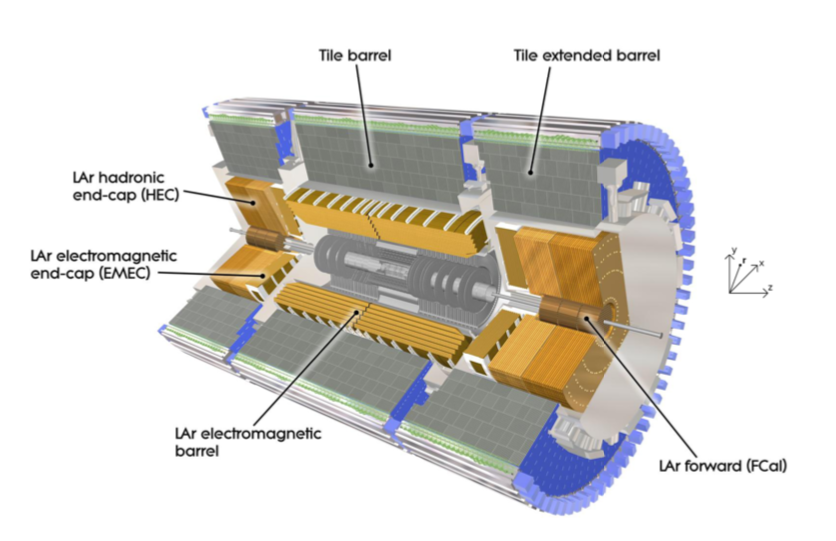 Tile barrel
Tile extended barrel
LAr hadronic
end-cap (HEC)
LAr electromagnetic
end-cap (EMEC)
y
r
x
z
LAr electromagnetic
barrel
LAr forward (FCal)